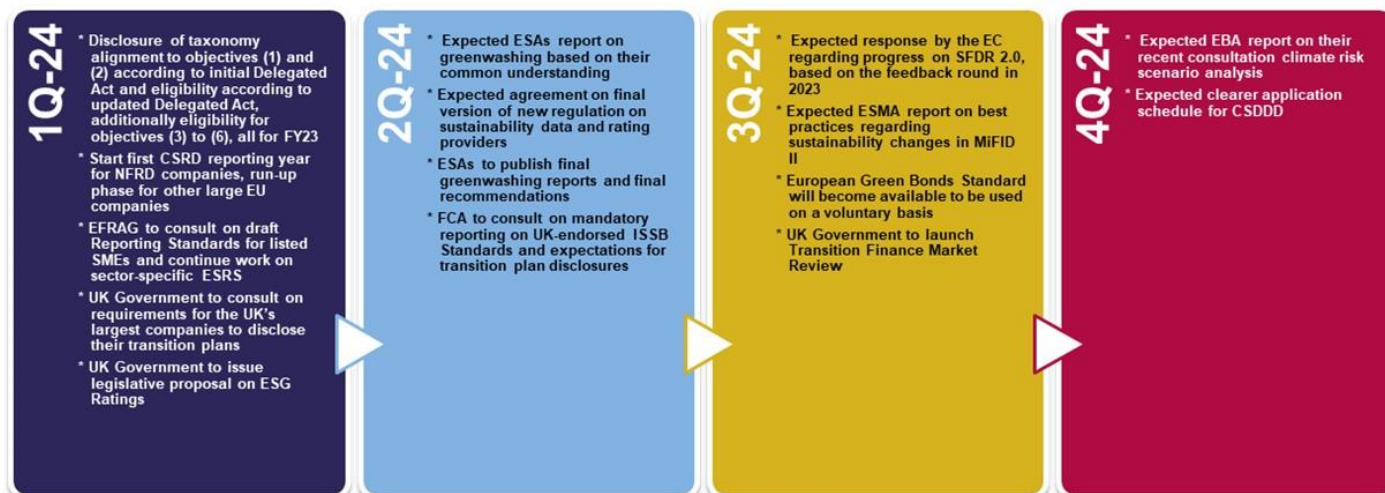 1Q-24
* Disclosure of taxonomy
alignment to objectives (1) and
(2) according to initial Delegated
Act and eligibility according to
updated Delegated Act,
additionally eligibility for
objectives (3) to (6), all for FY23
* Start first CSRD reporting year
for NFRD companies, run-up
phase for other large EU
companies
* EFRAG to consult on draft
Reporting Standards for listed
SMEs and continue work on
sector-specific ESRS
* UK Government to consult on
requirements for the UK's
largest companies to disclose
their transition plans
* UK Government to issue
legislative proposal on ESG
Ratings
2Q-24
* Expected ESAs report on
greenwashing based on their
common understanding
* Expected agreement on final
version of new regulation on
sustainability data and rating
providers
* ESAs to publish final
greenwashing reports and final
recommendations
* FCA to consult on mandatory
reporting on UK-endorsed ISSB
Standards and expectations for
transition plan disclosures
3Q-24
* Expected response by the EC
regarding progress on SFDR 2.0,
based on the feedback round in
2023
* Expected ESMA report on best
practices regarding
sustainability changes in MiFID
II
* European Green Bonds Standard
will become available to be used
on a voluntary basis
* UK Government to launch
Transition Finance Market
Review
4Q-24
* Expected EBA report on their
recent consultation climate risk
scenario analysis
* Expected clearer application
schedule for CSDDD